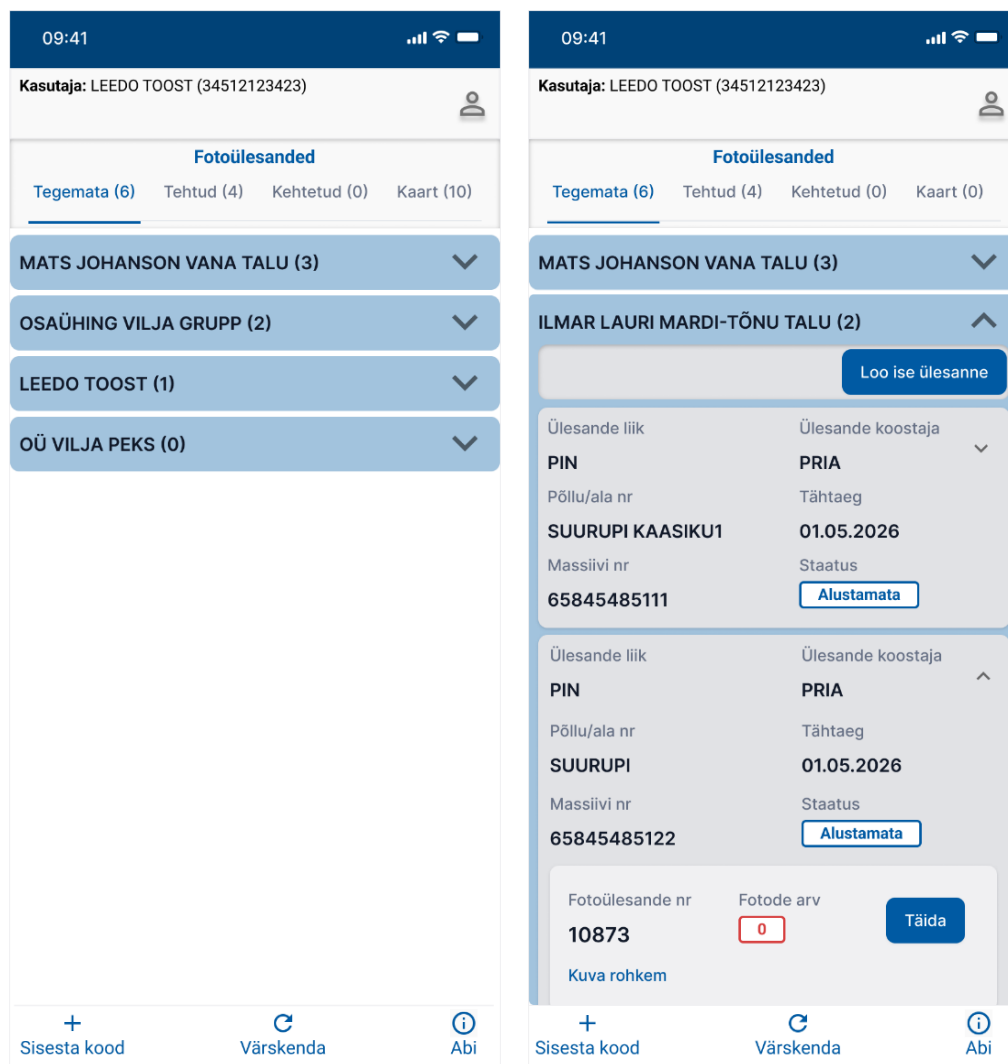 09:41
Kasutaja: LEEDO TOOST (34512123423)
Fotoülesanded
Tegemata (6) Tehtud (4) Kehtetud (0) Kaart (10)
MATS JOHANSON VANA TALU (3)
OSAÜHING VILJA GRUPP (2)
LEEDO TOOST (1)
OÜ VILJA PEKS (0)
Sisesta kood Värskenda Abi
09:41
Kasutaja: LEEDO TOOST (34512123423)
Fotoülesanded
Tegemata (6) Tehtud (4) Kehtetud (0) Kaart (0)
MATS JOHANSON VANA TALU (3)
ILMAR LAURI MARDI-TÕNU TALU (2)
Loo ise ülesanne
Ülesande liik Ülesande koostaja
PIN PRIA
Põllu/ala nr Tähtaeg
SUURUPI KAASIKU1 01.05.2026
Massiivi nr Staatus
65845485111 Alustamata
Ülesande liik Ülesande koostaja
PIN PRIA
Põllu/ala nr Tähtaeg
SUURUPI 01.05.2026
Massiivi nr Staatus
65845485122 Alustamata
Fotoülesande nr Fotode arv
10873 0 Täida
Kuva rohkem
Sisesta kood Värskenda Abi